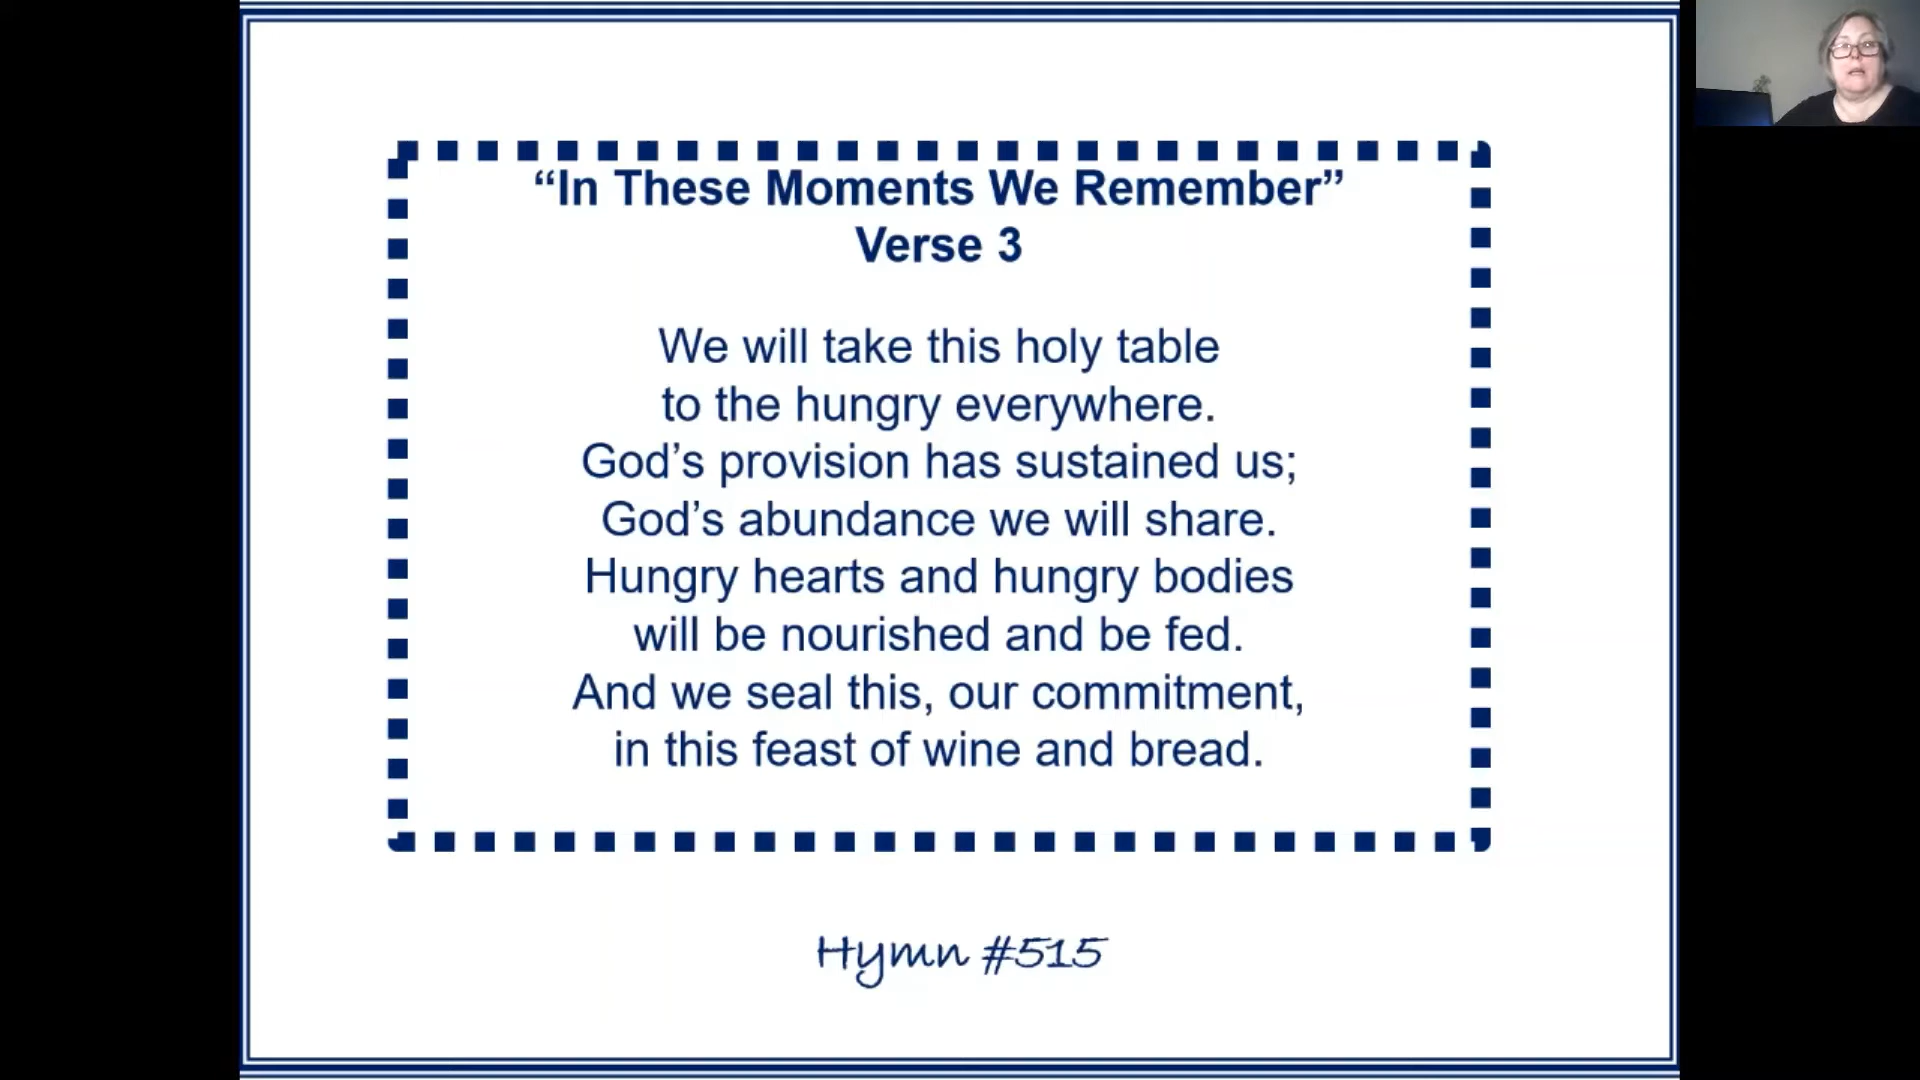 “In These Moments We Remember”
Verse 3
We will take this holy table
to the hungry everywhere.
God’s provision has sustained us;
God’s abundance we will share.
Hungry hearts and hungry bodies
will be nourished and be fed.
And we seal this, our commitment,
in this feast of wine and bread.
Hymn #515